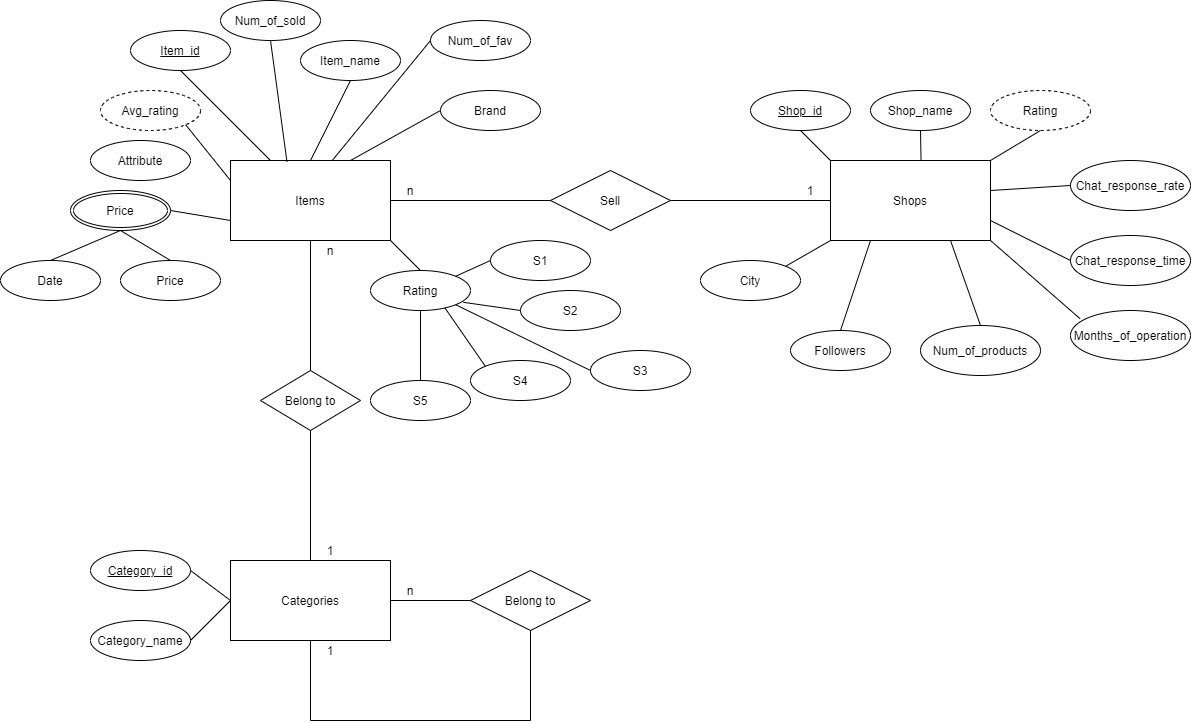 Num_of_sold
Item_id
Num_of_fav
Item_name
Avg_rating
Brand
Shop_id
Shop_name
Rating
Attribute
Items
n
Sell
1
Shops
Chat_response_rate
Price
n
Date
Price
Rating
S1
S2
S3
S4
S5
City
Chat_response_time
Months_of_operation
Followers
Num_of_products
Belong to
1
Category_id
Categories
n
Belong to
Category_name
1